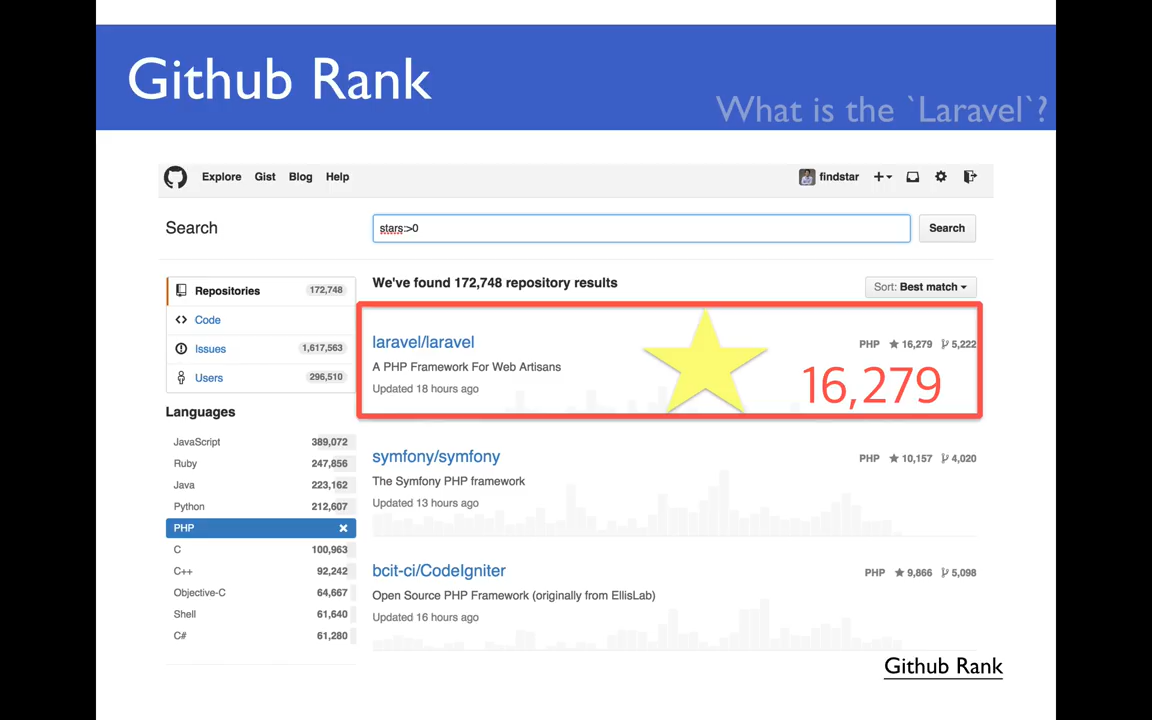 Github Rank
What is the `Laravel`?
Explore Gist Blog Help
findstar
Search
stars:>0
Search
Repositories 172,748
Code
Issues 1,617,563
Users 296,510
Languages
JavaScript 389,072
Ruby 247,856
Java 223,162
Python 212,607
PHP
C 100,963
C++ 92,242
Objective-C 64,667
Shell 61,640
C# 61,280
We've found 172,748 repository results
Sort: Best match
laravel/laravel
PHP 16,279 5,222
A PHP Framework For Web Artisans
Updated 18 hours ago
16,279
symfony/symfony
PHP 10,157 4,020
The Symfony PHP framework
Updated 13 hours ago
bcit-ci/CodeIgniter
PHP 9,866 5,098
Open Source PHP Framework (originally from EllisLab)
Updated 16 hours ago
Github Rank